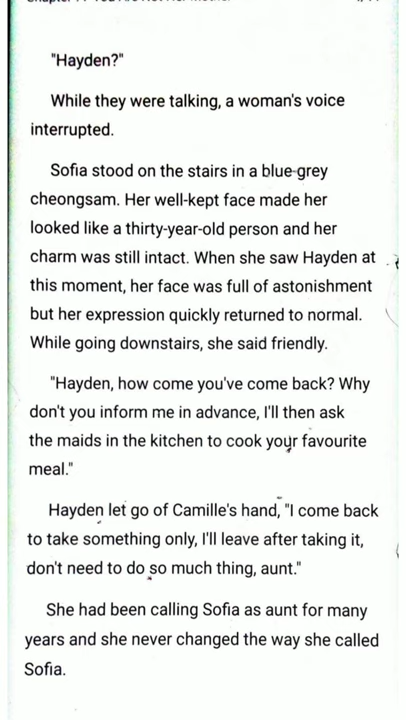 "Hayden?"
While they were talking, a woman's voice
interrupted.
Sofia stood on the stairs in a blue-grey
cheongsam. Her well-kept face made her
looked like a thirty-year-old person and her
charm was still intact. When she saw Hayden at
this moment, her face was full of astonishment
but her expression quickly returned to normal.
While going downstairs, she said friendly.
"Hayden, how come you've come back? Why
don't you inform me in advance, I'll then ask
the maids in the kitchen to cook your favourite
meal."
Hayden let go of Camille's hand, "I come back
to take something only, I'll leave after taking it,
don't need to do so much thing, aunt."
She had been calling Sofia as aunt for many
years and she never changed the way she called
Sofia.